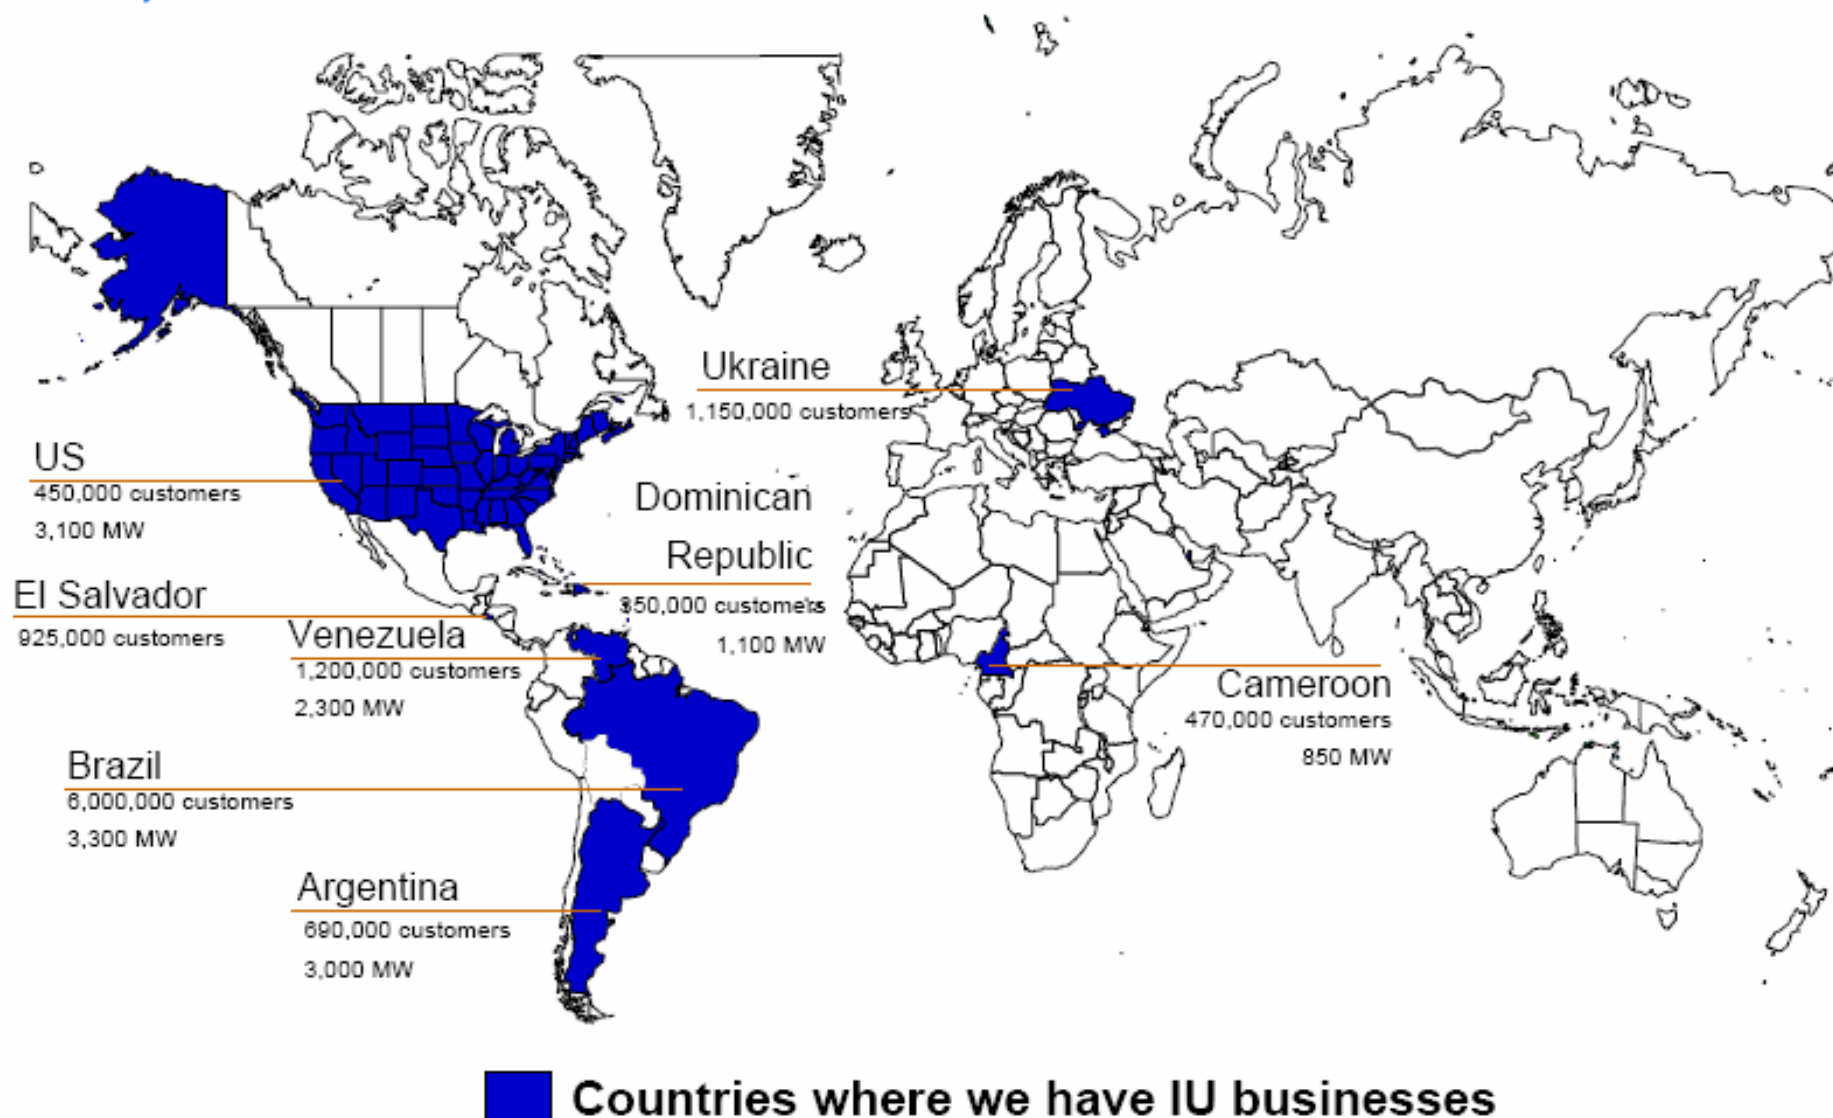 Ukraine
1,150,000 customers
US
450,000 customers
3,100 MW
Dominican
Republic
350,000 customers
1,100 MW
El Salvador
925,000 customers
Venezuela
1,200,000 customers
2,300 MW
Cameroon
470,000 customers
850 MW
Brazil
6,000,000 customers
3,300 MW
Argentina
690,000 customers
3,000 MW
Countries where we have IU businesses